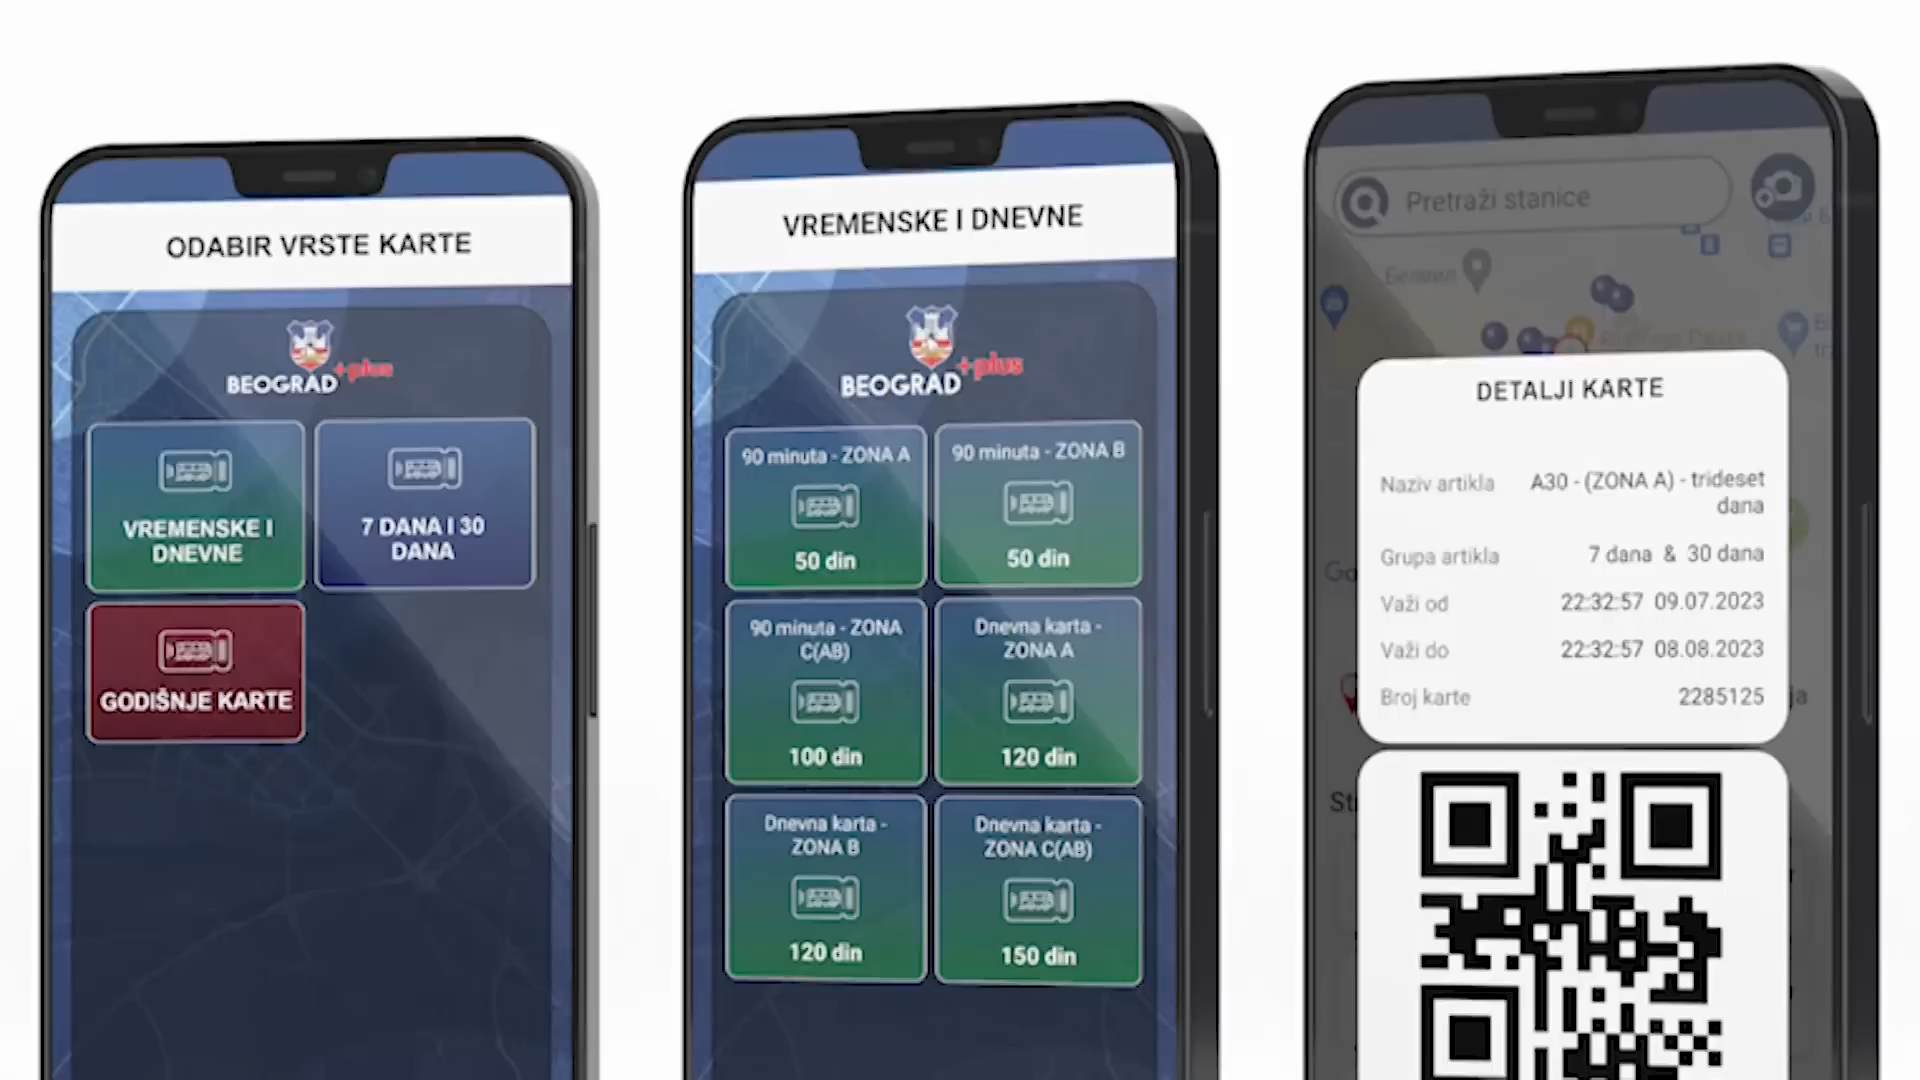 ODABIR VRSTE KARTE
BEOGRAD +plus
VREMENSKE I
DNEVNE
7 DANA I 30
DANA
GODIŠNJE KARTE
VREMENSKE I DNEVNE
BEOGRAD +plus
90 minuta - ZONA A
50 din
90 minuta - ZONA B
50 din
90 minuta - ZONA
C(AB)
100 din
Dnevna karta -
ZONA A
120 din
Dnevna karta -
ZONA B
120 din
Dnevna karta -
ZONA C(AB)
150 din
Pretraži stanice
DETALJI KARTE
Naziv artikla A30 - (ZONA A) - trideset
dana
Grupa artikla 7 dana & 30 dana
Važi od 22:32:57 09.07.2023
Važi do 22:32:57 08.08.2023
Broj karte 2285125